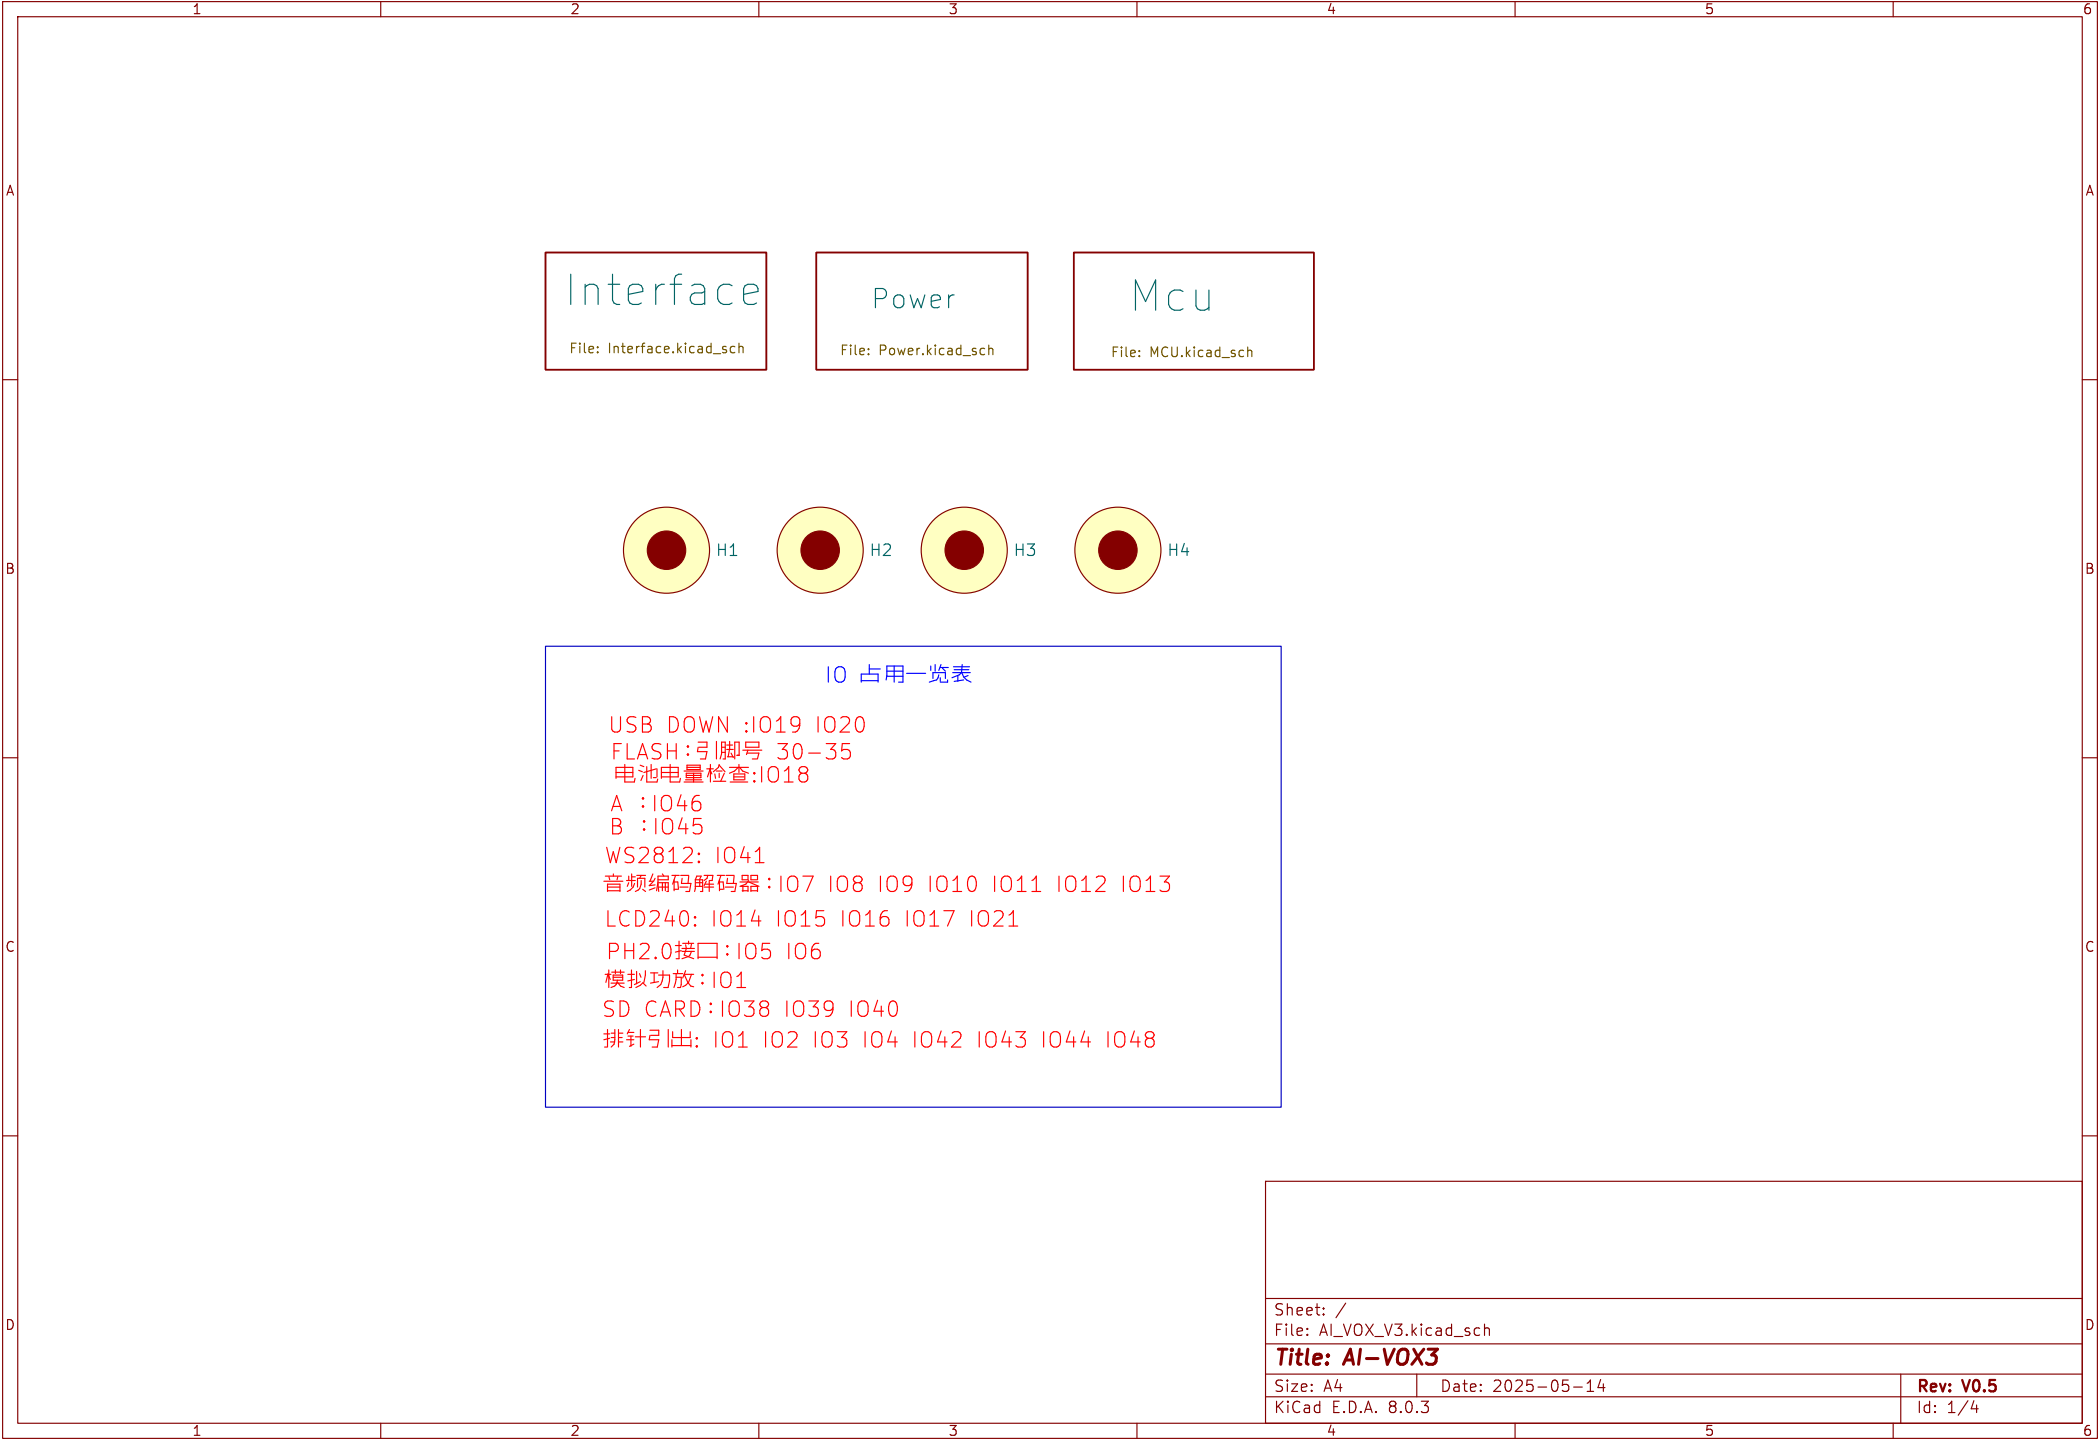 1 2 3 4 5 6
A A
Interface Power Mcu
File: Interface.kicad_sch File: Power.kicad_sch File: MCU.kicad_sch
H1 H2 H3 H4
B B
IO 占用一览表
USB DOWN :IO19 IO20
FLASH：引脚号 30-35
电池电量检查:IO18
A ：IO46
B ：IO45
WS2812: IO41
音频编码解码器：IO7 IO8 IO9 IO10 IO11 IO12 IO13
LCD240: IO14 IO15 IO16 IO17 IO21
C C
PH2.0接口：IO5 IO6
模拟功放：IO1
SD CARD：IO38 IO39 IO40
排针引出: IO1 IO2 IO3 IO4 IO42 IO43 IO44 IO48
Sheet: /
File: AI_VOX_V3.kicad_sch
D D
Title: AI-VOX3
Size: A4 Date: 2025-05-14 Rev: V0.5
KiCad E.D.A. 8.0.3 Id: 1/4
1 2 3 4 5 6